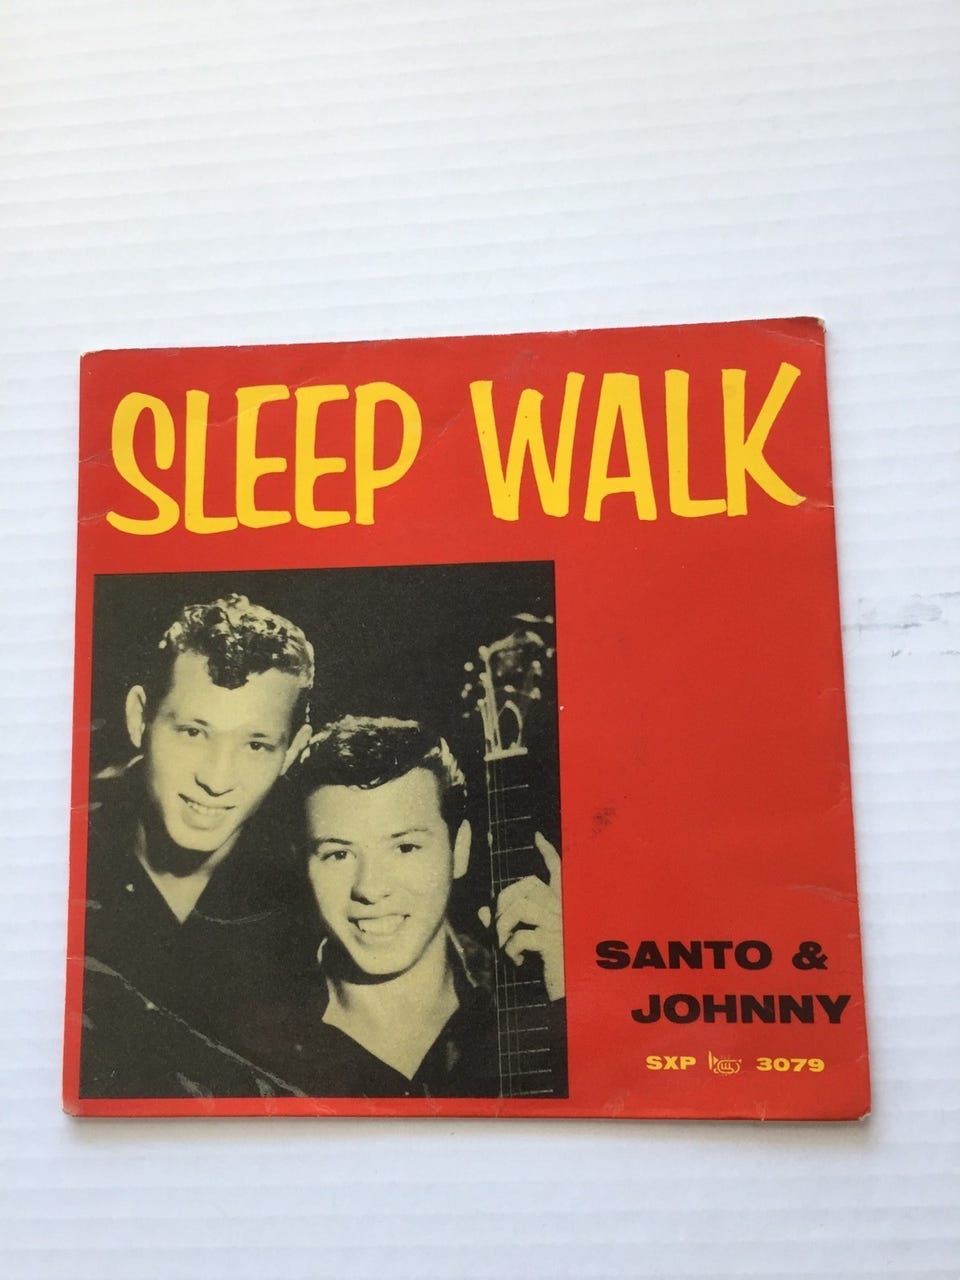 SLEEP WALK
SANTO &
JOHNNY
SXP 3079